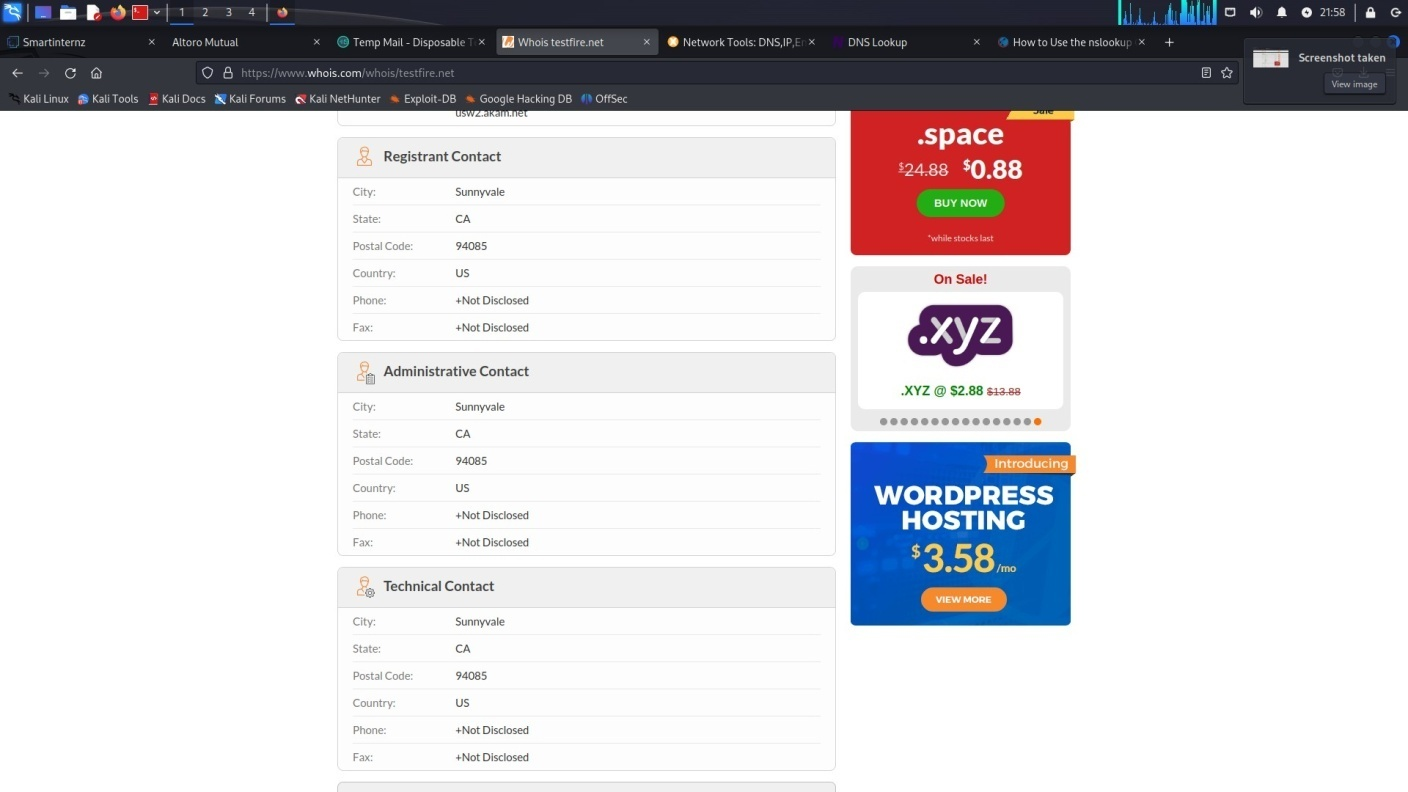 1 2 3 4 21:58
Smartinternz Altoro Mutual Temp Mail - Disposable T Whois testfire.net Network Tools: DNS,IP,Em DNS Lookup How to Use the nslookup
https://www.whois.com/whois/testfire.net
Screenshot taken
View image
Kali Linux Kali Tools Kali Docs Kali Forums Kali NetHunter Exploit-DB Google Hacking DB OffSec
usw2.akam.net
Registrant Contact
City: Sunnyvale
State: CA
Postal Code: 94085
Country: US
Phone: +Not Disclosed
Fax: +Not Disclosed
Administrative Contact
City: Sunnyvale
State: CA
Postal Code: 94085
Country: US
Phone: +Not Disclosed
Fax: +Not Disclosed
Technical Contact
City: Sunnyvale
State: CA
Postal Code: 94085
Country: US
Phone: +Not Disclosed
Fax: +Not Disclosed
Sale
.space
$24.88 $0.88
BUY NOW
*while stocks last
On Sale!
.xyz
.XYZ @ $2.88 $13.88
Introducing
WORDPRESS
HOSTING
$3.58/mo
VIEW MORE